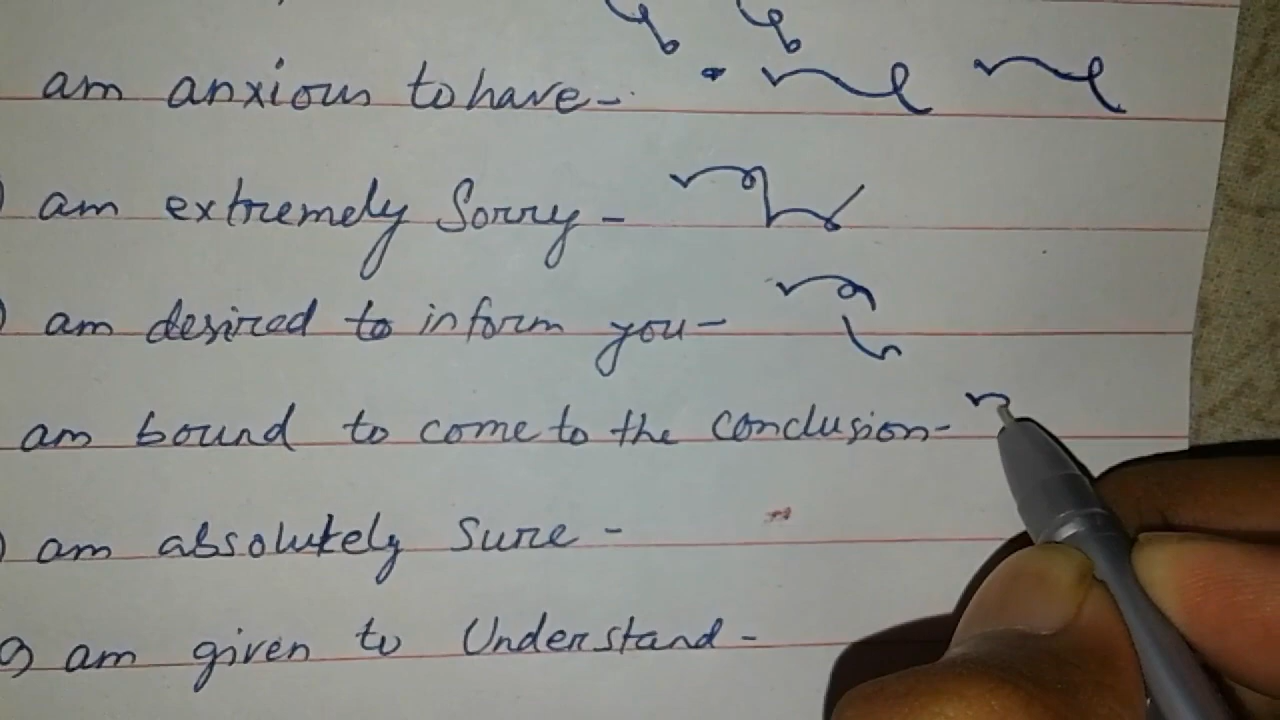 am anxious to have-
) am extremely Sorry-
) am desired to inform you-
am bound to come to the conclusion-
) am absolutely Sure-
am given to Understand-